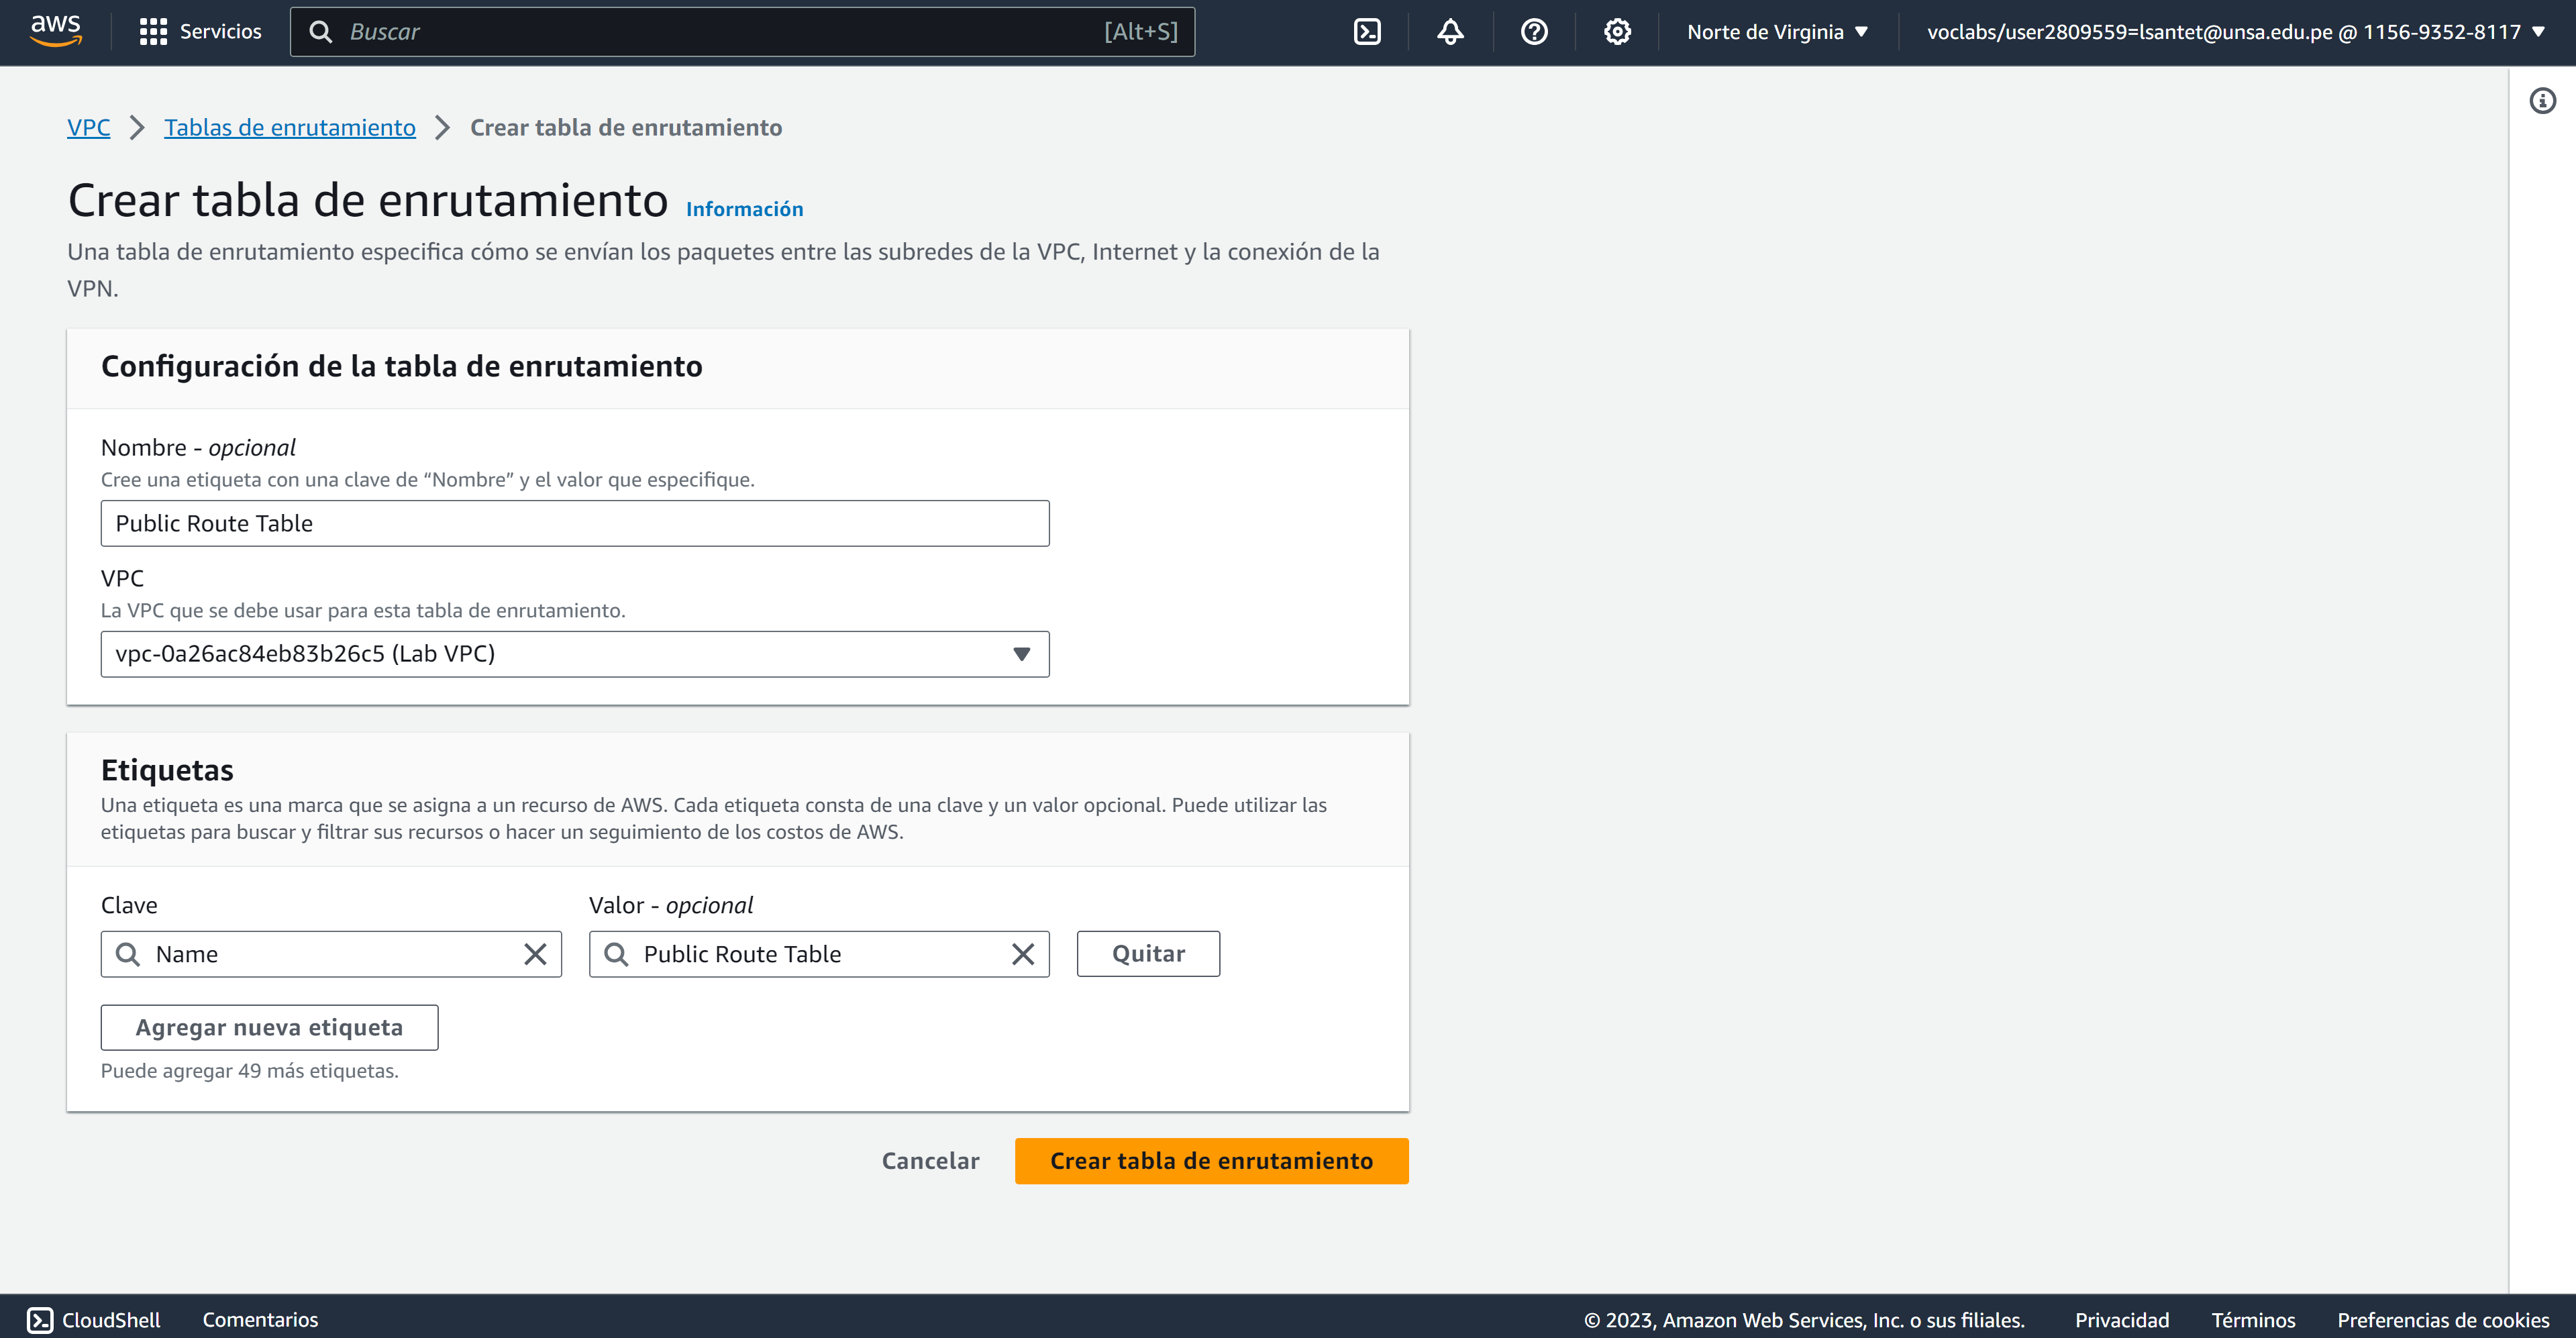 aws
Servicios
Buscar
[Alt+S]
Norte de Virginia
voclabs/user2809559=lsantet@unsa.edu.pe @ 1156-9352-8117
VPC
Tablas de enrutamiento
Crear tabla de enrutamiento
Crear tabla de enrutamiento
Información
Una tabla de enrutamiento especifica cómo se envían los paquetes entre las subredes de la VPC, Internet y la conexión de la
VPN.
Configuración de la tabla de enrutamiento
Nombre - opcional
Cree una etiqueta con una clave de “Nombre” y el valor que especifique.
Public Route Table
VPC
La VPC que se debe usar para esta tabla de enrutamiento.
vpc-0a26ac84eb83b26c5 (Lab VPC)
Etiquetas
Una etiqueta es una marca que se asigna a un recurso de AWS. Cada etiqueta consta de una clave y un valor opcional. Puede utilizar las
etiquetas para buscar y filtrar sus recursos o hacer un seguimiento de los costos de AWS.
Clave
Valor - opcional
Name
Public Route Table
Quitar
Agregar nueva etiqueta
Puede agregar 49 más etiquetas.
Cancelar
Crear tabla de enrutamiento
CloudShell
Comentarios
© 2023, Amazon Web Services, Inc. o sus filiales.
Privacidad
Términos
Preferencias de cookies